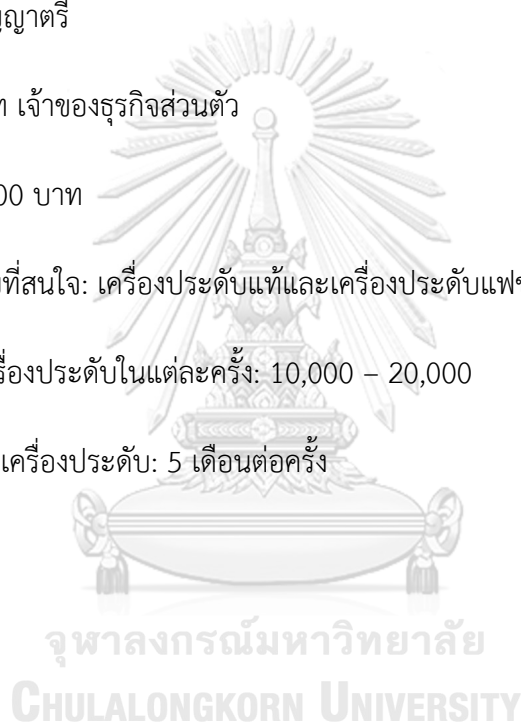 ญาตรี
ท เจ้าของธุรกิจส่วนตัว
00 บาท
ที่สนใจ: เครื่องประดับแท้และเครื่องประดับแฟช
ื่องประดับในแต่ละครั้ง: 10,000 – 20,000
เครื่องประดับ: 5 เดือนต่อครั้ง
จุฬาลงกรณ์มหาวิทยาลัย
CHULALONGKORN UNIVERSITY